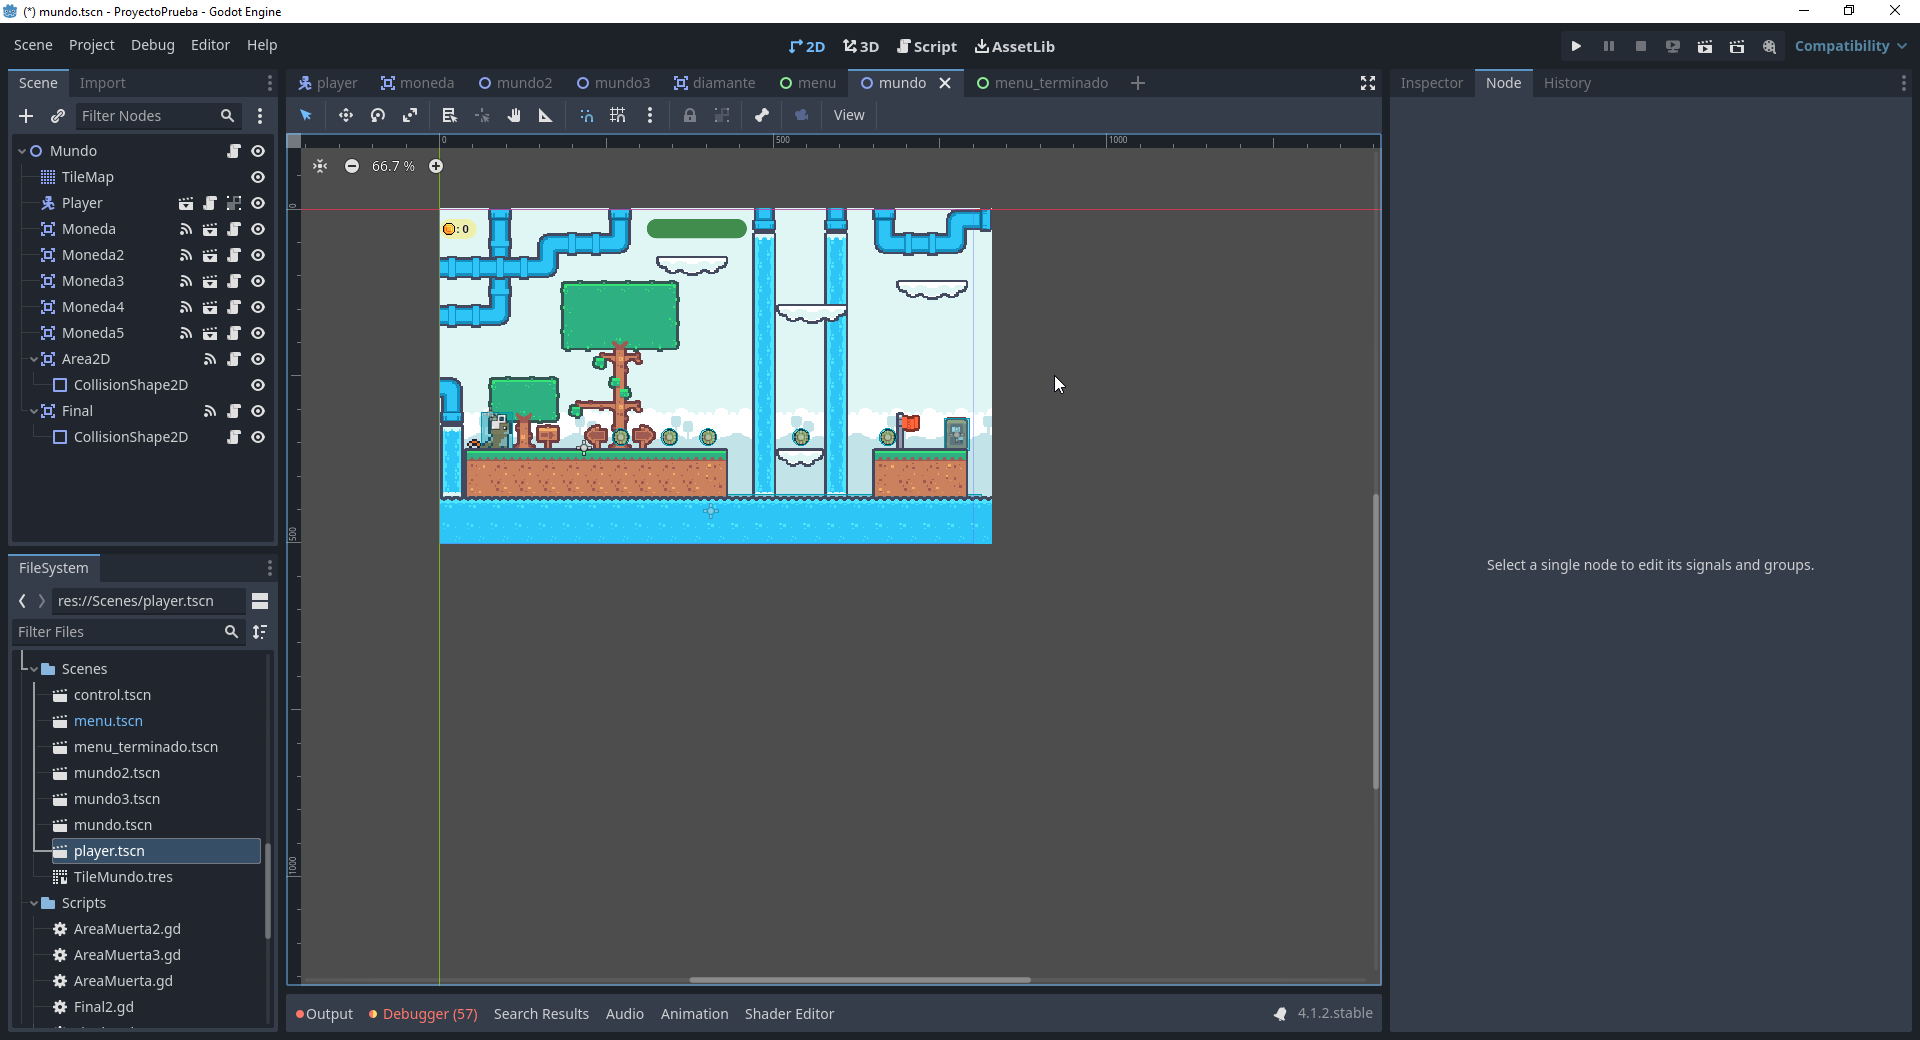 (*) mundo.tscn - ProyectoPrueba - Godot Engine
Scene Project Debug Editor Help
2D 3D Script AssetLib
Compatibility
Scene Import
player moneda mundo2 mundo3 diamante menu mundo menu_terminado
Inspector Node History
Filter Nodes
View
0 500 1000
66.7 %
Mundo
TileMap
Player
Moneda
Moneda2
Moneda3
Moneda4
Moneda5
Area2D
CollisionShape2D
Final
CollisionShape2D
0
: 0
500
1000
Select a single node to edit its signals and groups.
FileSystem
res://Scenes/player.tscn
Filter Files
Scenes
control.tscn
menu.tscn
menu_terminado.tscn
mundo2.tscn
mundo3.tscn
mundo.tscn
player.tscn
TileMundo.tres
Scripts
AreaMuerta2.gd
AreaMuerta3.gd
AreaMuerta.gd
Final2.gd
Output Debugger (57) Search Results Audio Animation Shader Editor
4.1.2.stable